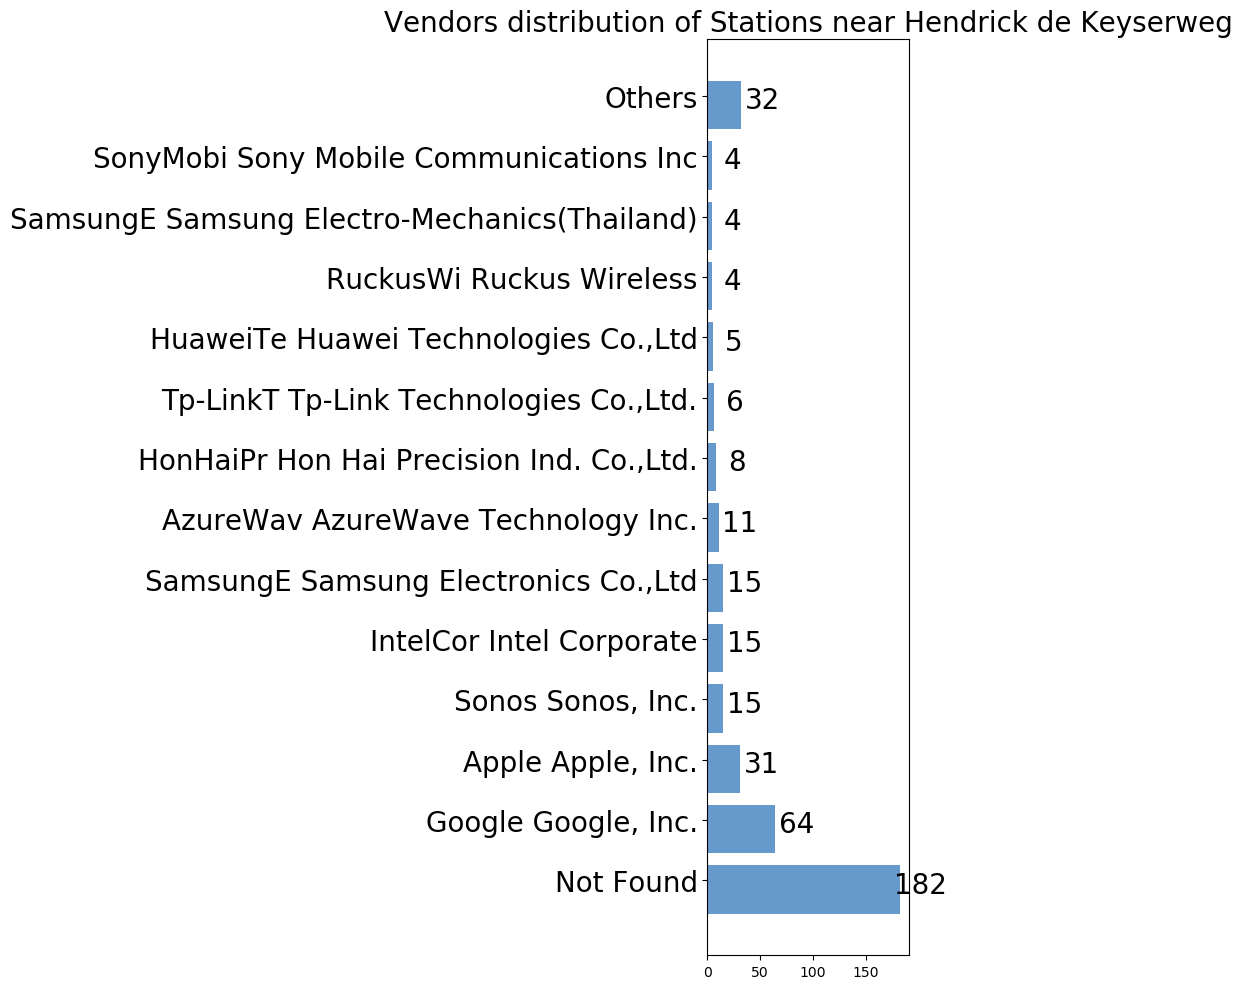 Vendors distribution of Stations near Hendrick de Keyserweg
Others 32
SonyMobi Sony Mobile Communications Inc 4
SamsungE Samsung Electro-Mechanics(Thailand) 4
RuckusWi Ruckus Wireless 4
HuaweiTe Huawei Technologies Co.,Ltd 5
Tp-LinkT Tp-Link Technologies Co.,Ltd. 6
HonHaiPr Hon Hai Precision Ind. Co.,Ltd. 8
AzureWav AzureWave Technology Inc. 11
SamsungE Samsung Electronics Co.,Ltd 15
IntelCor Intel Corporate 15
Sonos Sonos, Inc. 15
Apple Apple, Inc. 31
Google Google, Inc. 64
Not Found 182
0 50 100 150